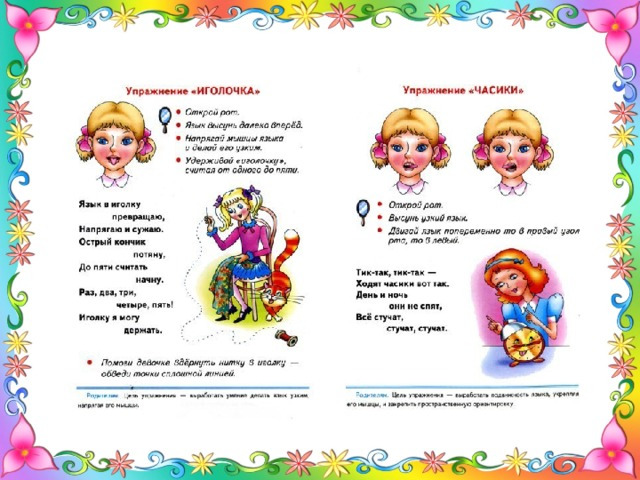 Упражнение «ИГОЛОЧКА»
Открой рот.
Язык высунь далеко вперёд.
Напрягай мышцы языка
и делай его узким.
Удерживай «иголочку»,
считая от одного до пяти.
Язык в иголку
превращаю,
Напрягаю и сужаю.
Острый кончик
потяну,
До пяти считать
начну.
Раз, два, три,
четыре, пять!
Иголку я могу
держать.
Помоги девочке вдёрнуть нитку в иголку —
обведи точки сплошной линией.
Родителям. Цель упражнения — выработать умение делать язык узким,
напрягая его мышцы.
Упражнение «ЧАСИКИ»
Открой рот.
Высунь узкий язык.
Двигай язык попеременно то в правый угол
рта, то в левый.
Тик-так, тик-так —
Ходят часики вот так.
День и ночь
они не спят,
Всё стучат,
стучат, стучат.
Родителям. Цель упражнения — выработать подвижность языка, укрепляя
его мышцы, и закрепить пространственную ориентировку.